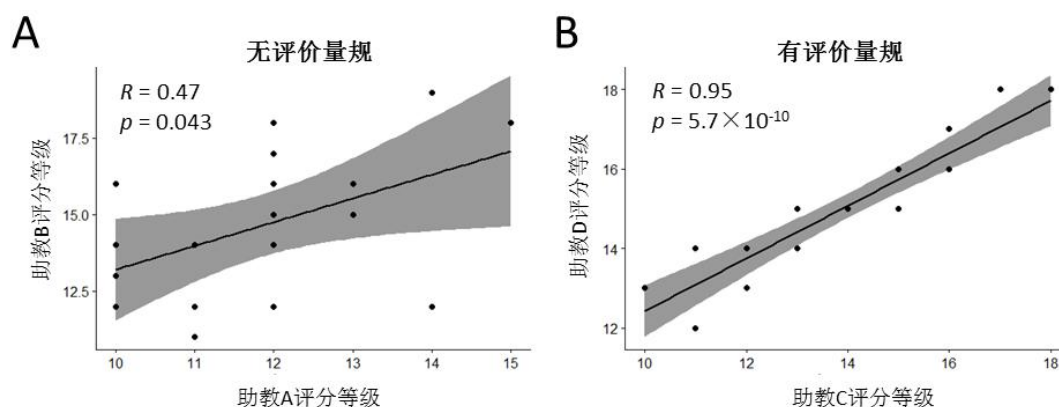 A
无评价量规
R = 0.47
p = 0.043
17.5
15.0
12.5
助教B评分等级
10
11
12
13
14
15
助教A评分等级
B
有评价量规
R = 0.95
p = 5.7×10-10
18
16
14
12
助教D评分等级
10
12
14
16
18
助教C评分等级